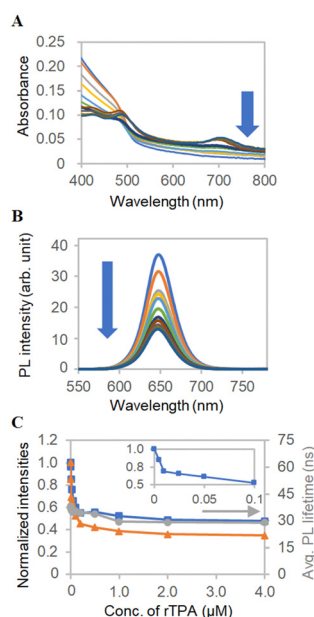 A
0.25
0.20
0.15
0.10
0.05
0
Absorbance
400 500 600 700 800
Wavelength (nm)
B
40
30
20
10
0
PL intensity (arb. unit)
550 600 650 700 750
Wavelength (nm)
C
1.2
1.0
0.8
0.6
0.4
0.2
0
Normalized intensities
1.0
0.8
0.5
0 0.05 0.1
75
60
45
30
15
0
Avg. PL lifetime (ns)
0 1.0 2.0 3.0 4.0
Conc. of rTPA (μM)